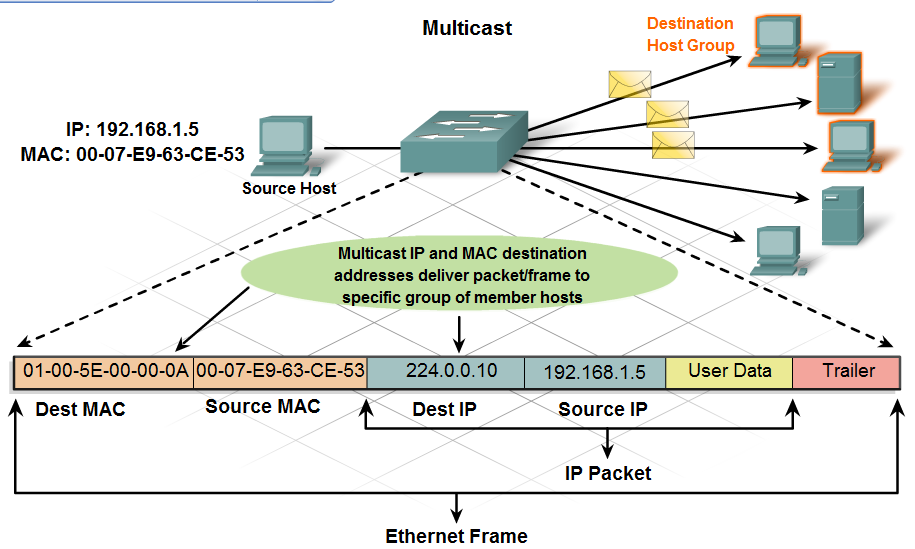 Multicast
Destination
Host Group
IP: 192.168.1.5
MAC: 00-07-E9-63-CE-53
Source Host
Multicast IP and MAC destination
addresses deliver packet/frame to
specific group of member hosts
01-00-5E-00-00-0A 00-07-E9-63-CE-53 224.0.0.10 192.168.1.5 User Data Trailer
Dest MAC Source MAC Dest IP Source IP
IP Packet
Ethernet Frame